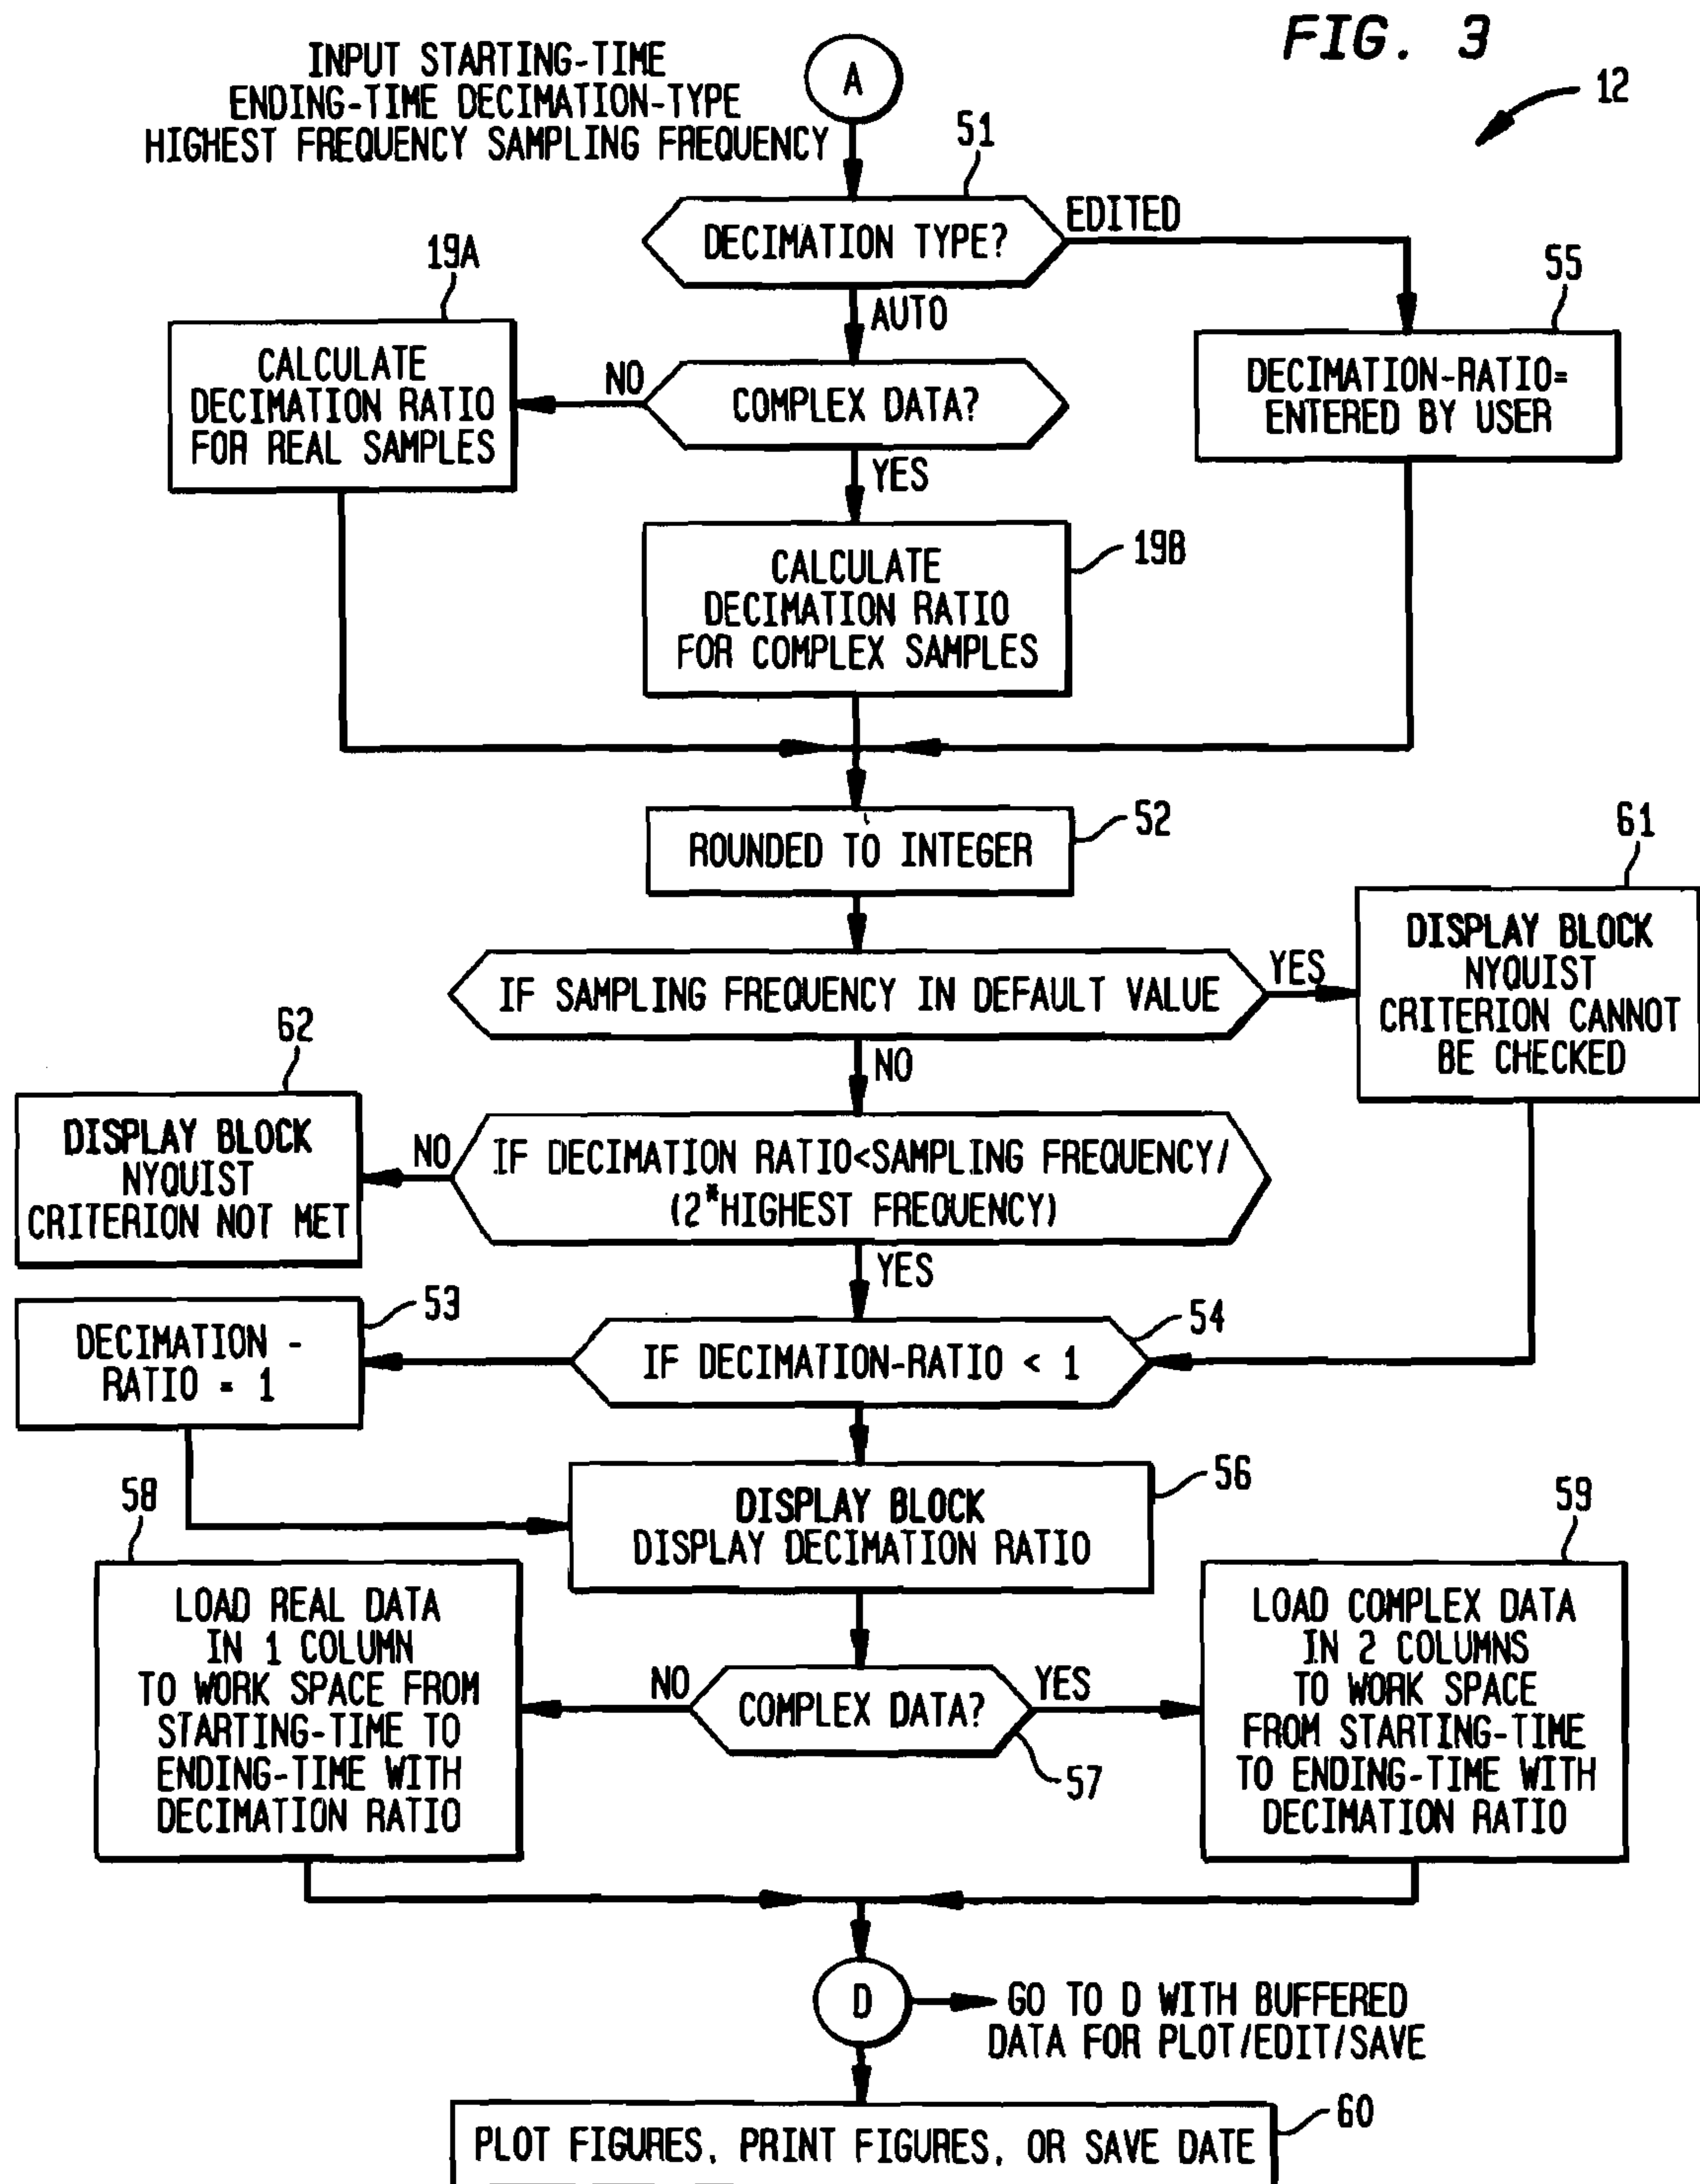 FIG. 3
12
INPUT STARTING-TIME
ENDING-TIME DECIMATION-TYPE
HIGHEST FREQUENCY SAMPLING FREQUENCY
A
51
DECIMATION TYPE?
EDITED
AUTO
19A
CALCULATE
DECIMATION RATIO
FOR REAL SAMPLES
NO
COMPLEX DATA?
YES
55
DECIMATION-RATIO=
ENTERED BY USER
19B
CALCULATE
DECIMATION RATIO
FOR COMPLEX SAMPLES
52
ROUNDED TO INTEGER
61
IF SAMPLING FREQUENCY IN DEFAULT VALUE
YES
DISPLAY BLOCK
NYQUIST
CRITERION CANNOT
BE CHECKED
NO
62
DISPLAY BLOCK
NYQUIST
CRITERION NOT MET
NO
IF DECIMATION RATIO<SAMPLING FREQUENCY/
(2*HIGHEST FREQUENCY)
YES
53
DECIMATION -
RATIO = 1
54
IF DECIMATION-RATIO < 1
56
DISPLAY BLOCK
DISPLAY DECIMATION RATIO
58
LOAD REAL DATA
IN 1 COLUMN
TO WORK SPACE FROM
STARTING-TIME TO
ENDING-TIME WITH
DECIMATION RATIO
NO
COMPLEX DATA?
YES
57
59
LOAD COMPLEX DATA
IN 2 COLUMNS
TO WORK SPACE
FROM STARTING-TIME
TO ENDING-TIME WITH
DECIMATION RATIO
D
GO TO D WITH BUFFERED
DATA FOR PLOT/EDIT/SAVE
60
PLOT FIGURES, PRINT FIGURES, OR SAVE DATE